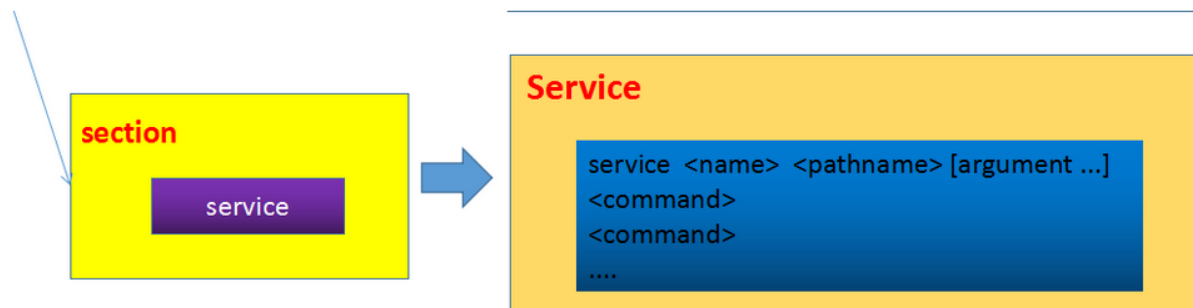 section
service
Service
service <name> <pathname> [argument ...]
<command>
<command>
....